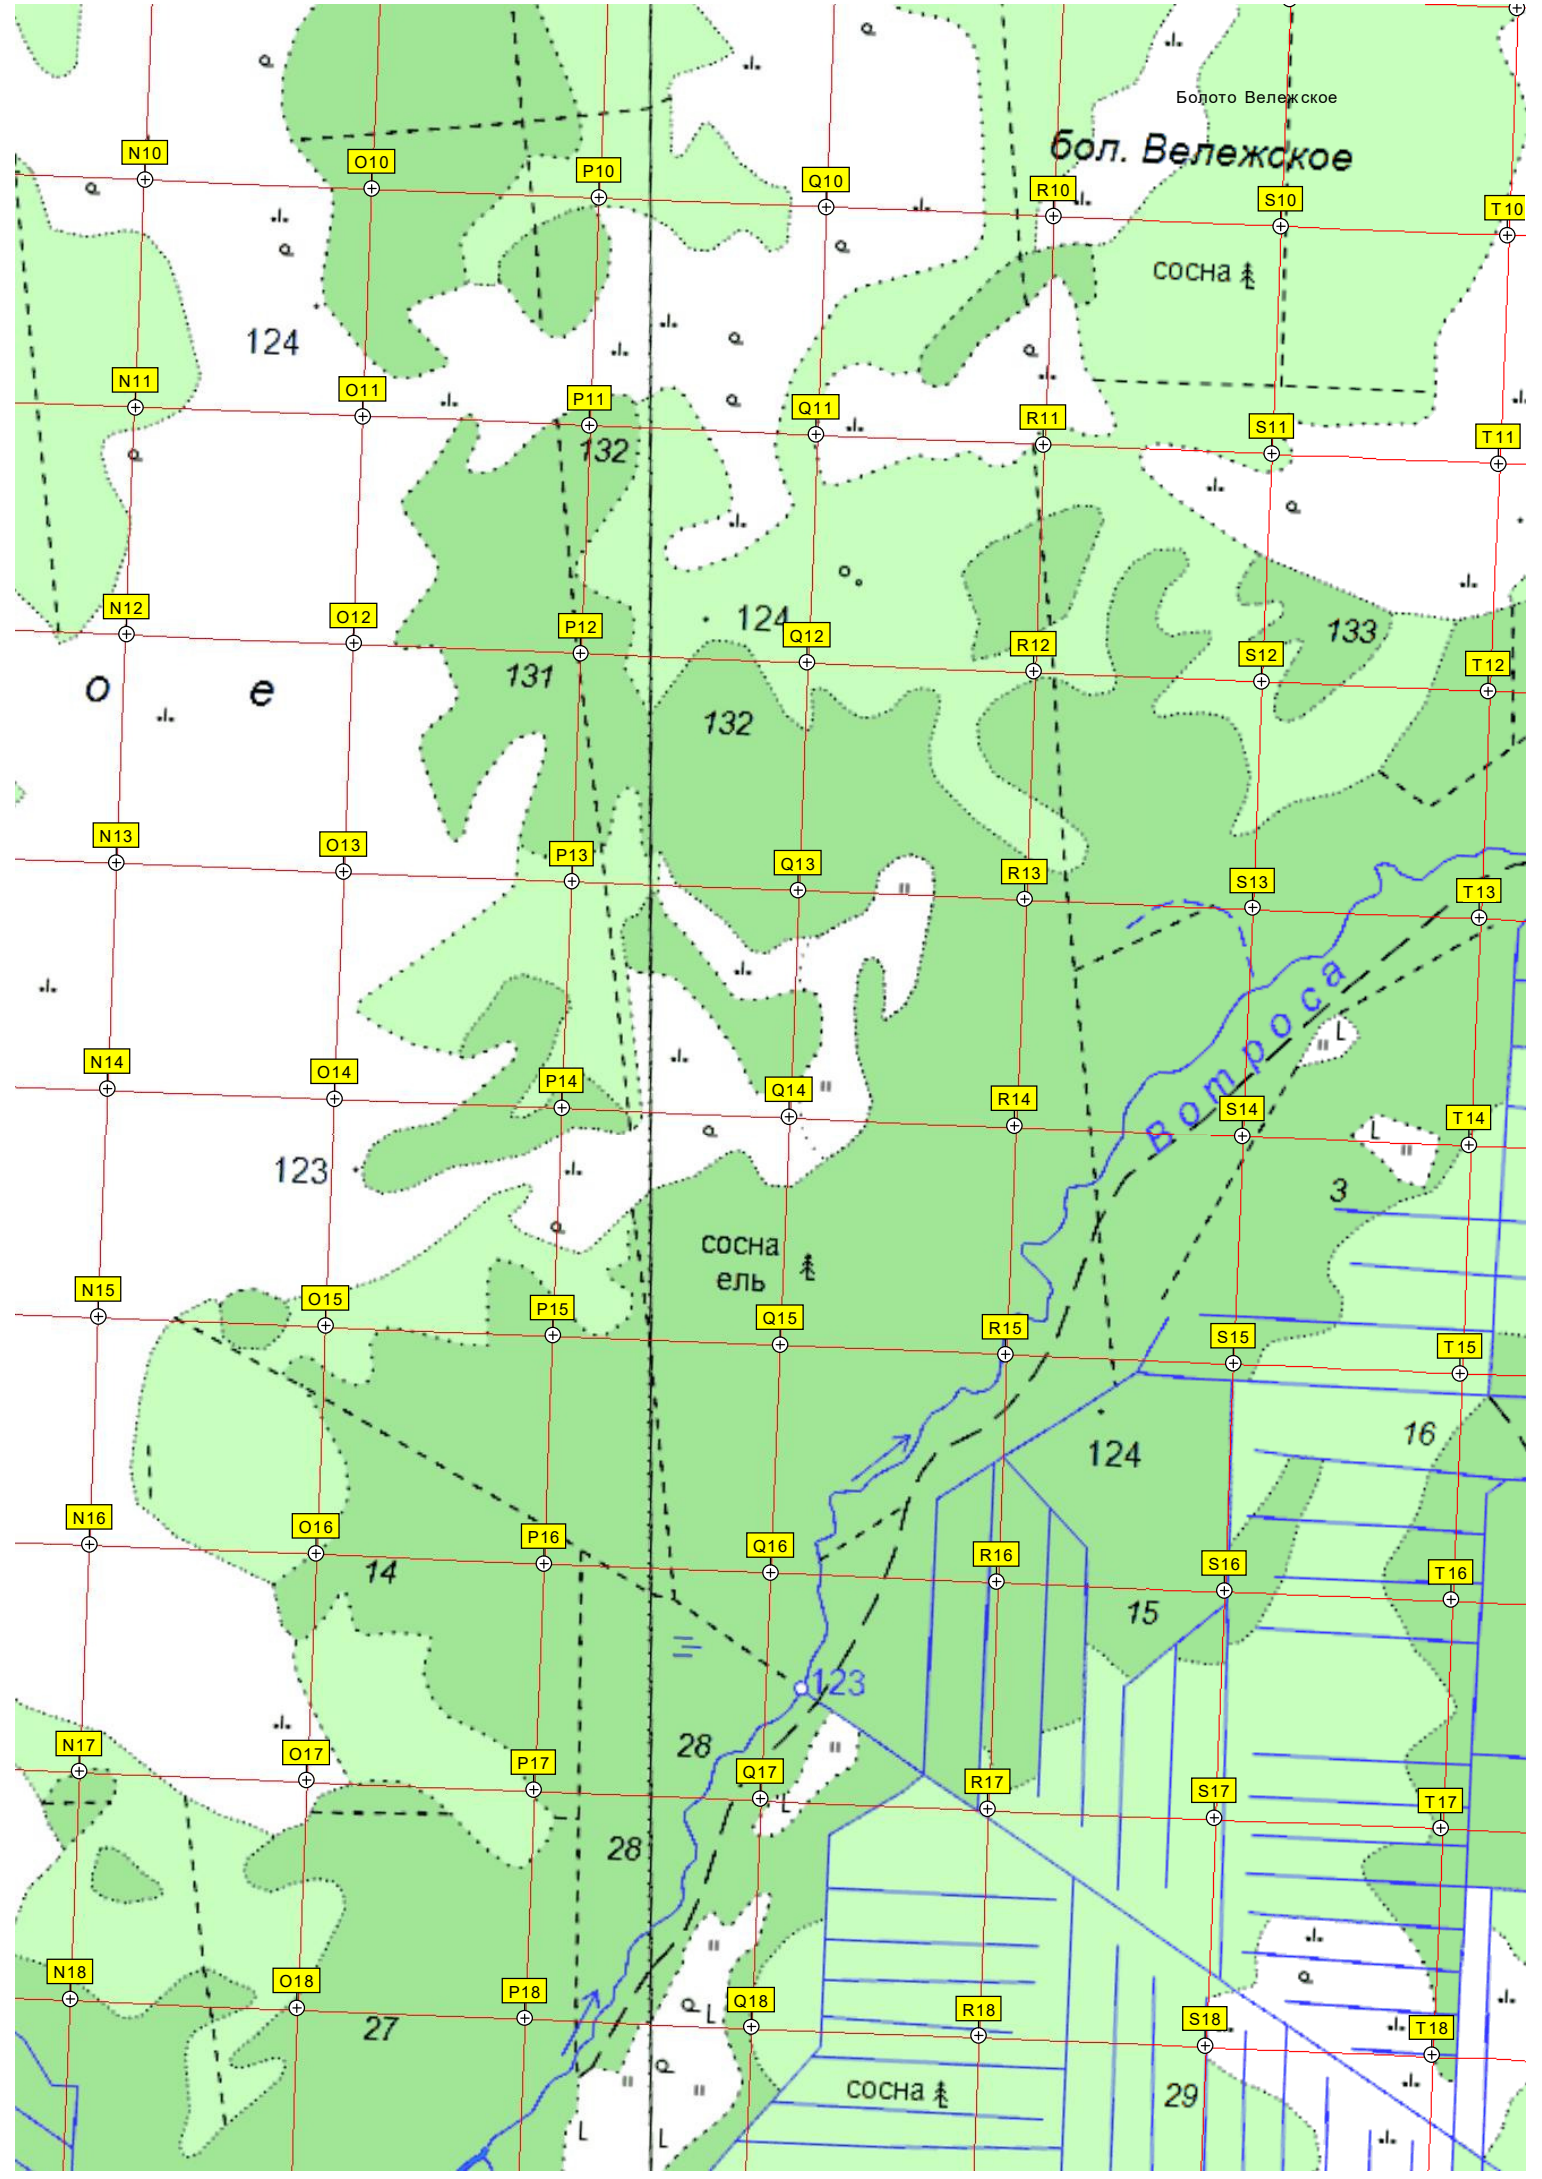 Болото Вележское
бол. Вележское
N10 O10 P10 Q10 R10 S10 T10
сосна
124
N11 O11 P11 Q11 R11 S11 T11
132
124
133
N12 O12 P12 Q12 R12 S12 T12
о е
131
132
N13 O13 P13 Q13 R13 S13 T13
Вотроса
L
N14 O14 P14 Q14 R14 S14 T14
L
123
3
сосна
ель
N15 O15 P15 Q15 R15 S15 T15
16
124
N16 O16 P16 Q16 R16 S16 T16
14
15
123
28
N17 O17 P17 Q17 R17 S17 T17
L
28
N18 O18 P18 Q18 R18 S18 T18
L
27
сосна
29
L
L